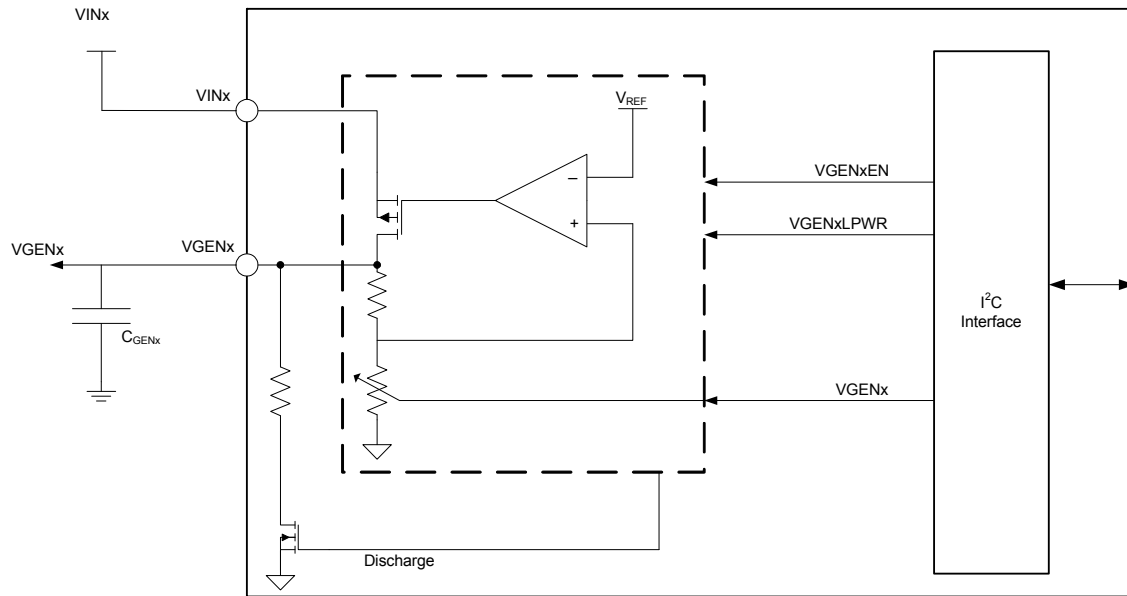 VINx
VINx
VREF
−
+
VGENxEN
VGENxLPWR
VGENx
VGENx
CGENx
I²C
Interface
VGENx
Discharge